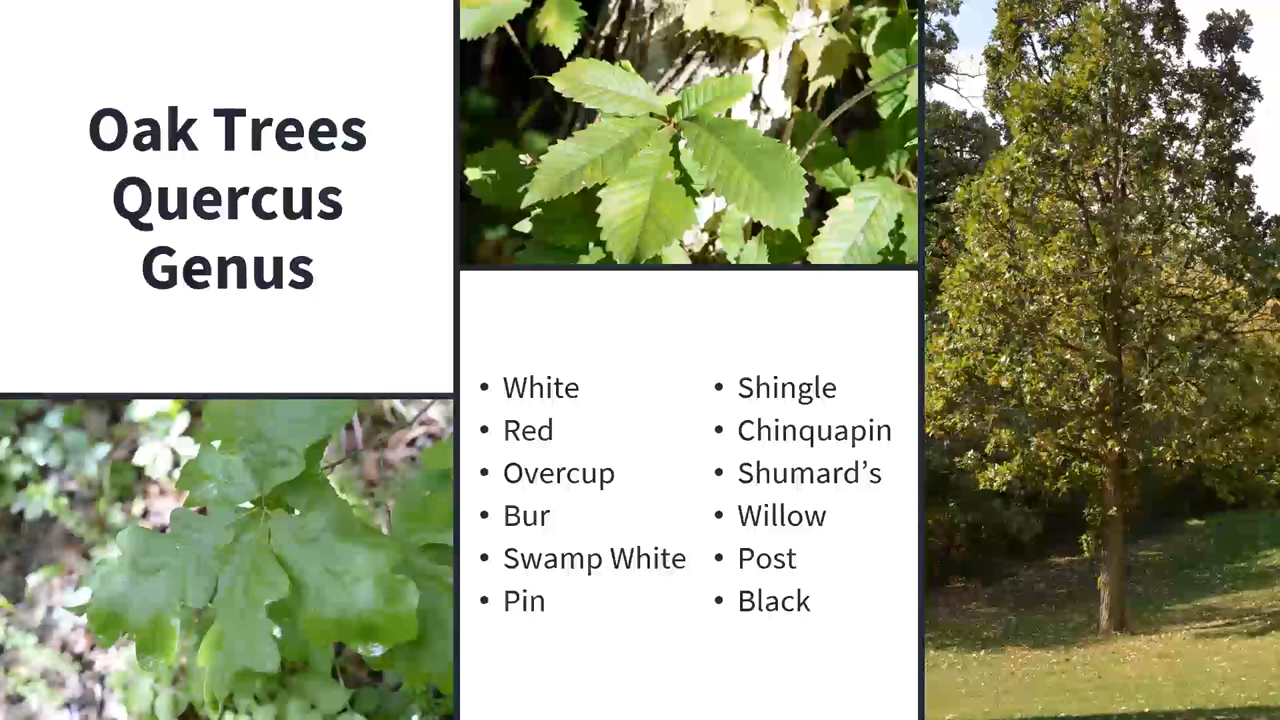 Oak Trees
Quercus
Genus
• White
• Red
• Overcup
• Bur
• Swamp White
• Pin
• Shingle
• Chinquapin
• Shumard’s
• Willow
• Post
• Black